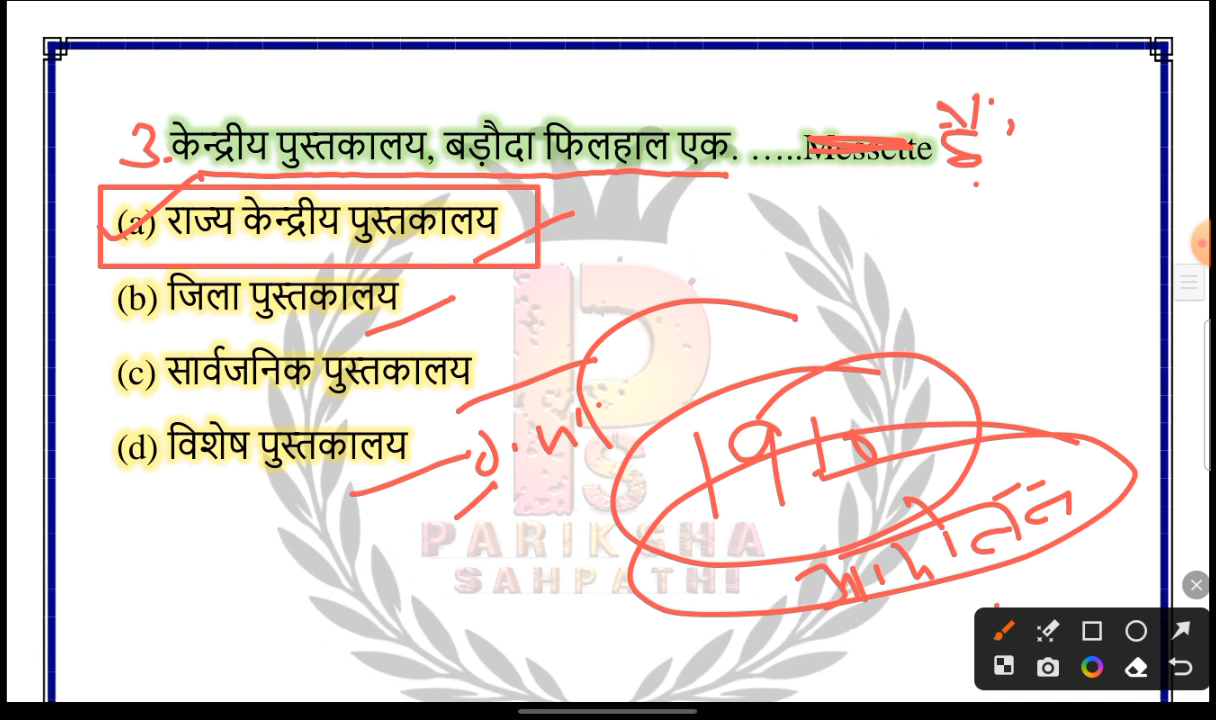 3. केन्द्रीय पुस्तकालय, बड़ौदा फिलहाल एक. …..Messette है
(a) राज्य केन्द्रीय पुस्तकालय
(b) जिला पुस्तकालय
(c) सार्वजनिक पुस्तकालय
(d) विशेष पुस्तकालय
1910
PARIKSHA
SAHPATHI